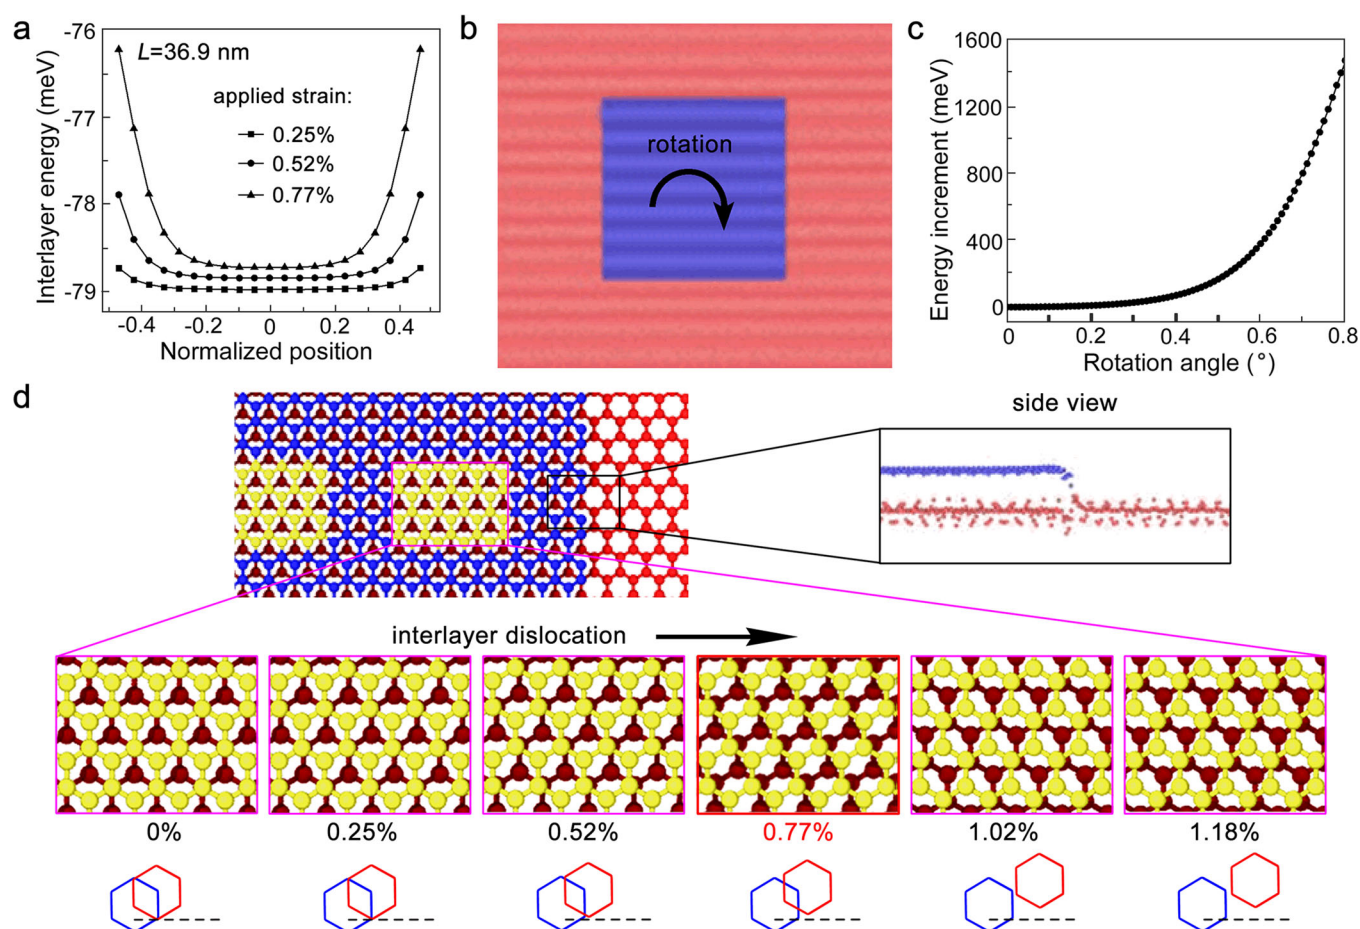 a
-76
-77
-78
-79
Interlayer energy (meV)
L=36.9 nm
applied strain:
0.25%
0.52%
0.77%
-0.4
-0.2
0
0.2
0.4
Normalized position
b
rotation
c
1600
1200
800
400
0
Energy increment (meV)
0
0.2
0.4
0.6
0.8
Rotation angle (°)
d
side view
interlayer dislocation
0%
0.25%
0.52%
0.77%
1.02%
1.18%